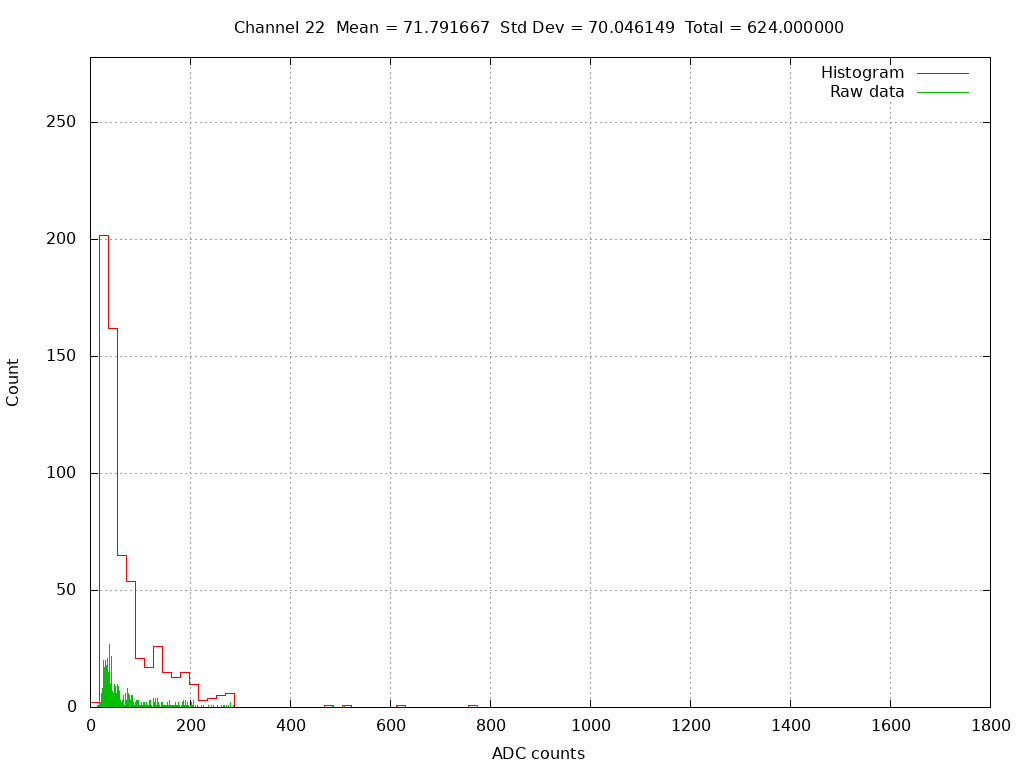 Channel 22  Mean = 71.791667  Std Dev = 70.046149  Total = 624.000000
Histogram
Raw data
250
200
150
100
50
0
Count
0 200 400 600 800 1000 1200 1400 1600 1800
ADC counts